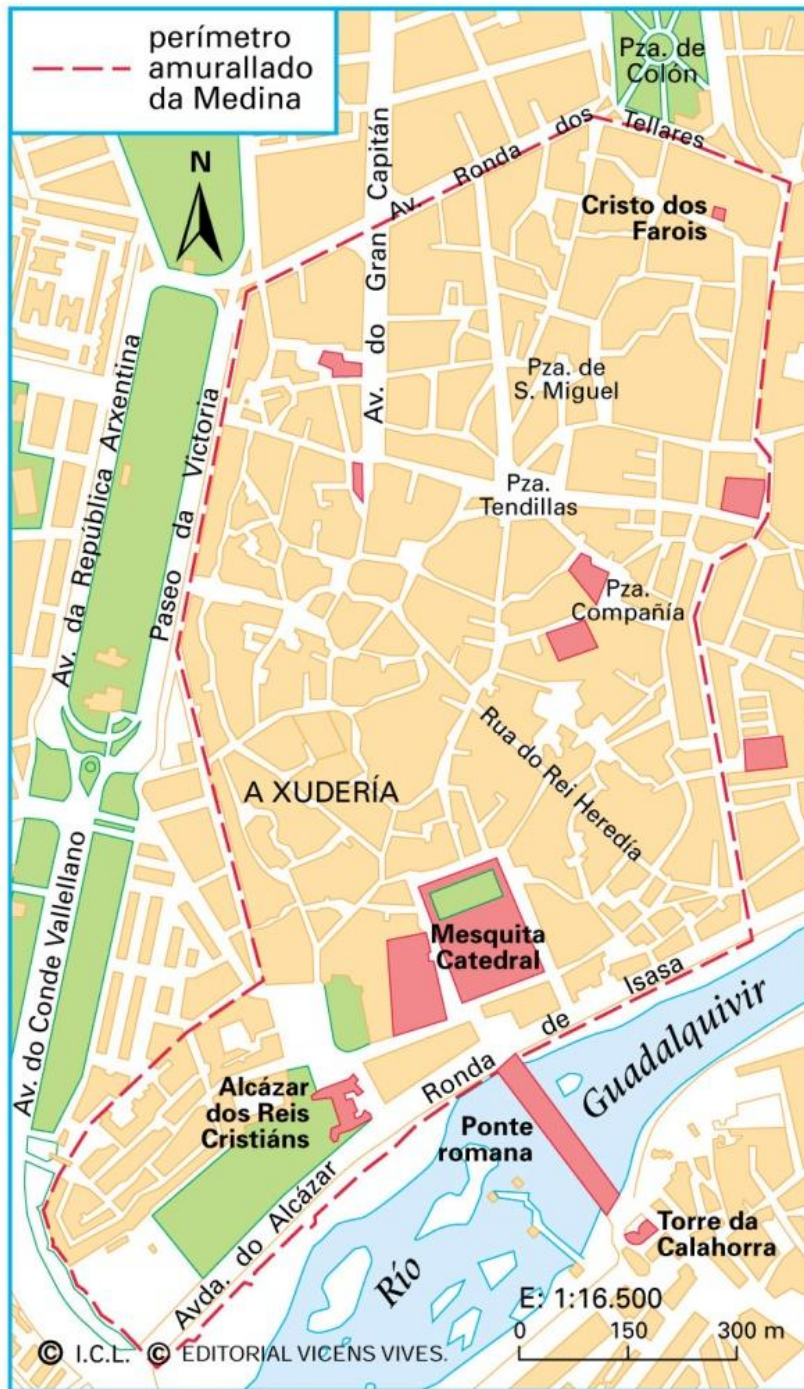 perímetro
amurallado
da Medina
N
Pza. de
Colón
Av. Ronda dos Tellares
Av. do Gran Capitán
Cristo dos
Farois
Av. da República Arxentina
Paseo da Victoria
Pza. de
S. Miguel
Pza.
Tendillas
Pza.
Compañía
Rua do Rei Heredía
A XUDERÍA
Av. do Conde Vallellano
Mesquita
Catedral
Ronda de Isasa
Guadalquivir
Alcázar
dos Reis
Cristiáns
Ponte
romana
Avda. do Alcázar
Río
Torre da
Calahorra
E: 1:16.500
0 150 300 m
© I.C.L. © EDITORIAL VICENS VIVES.